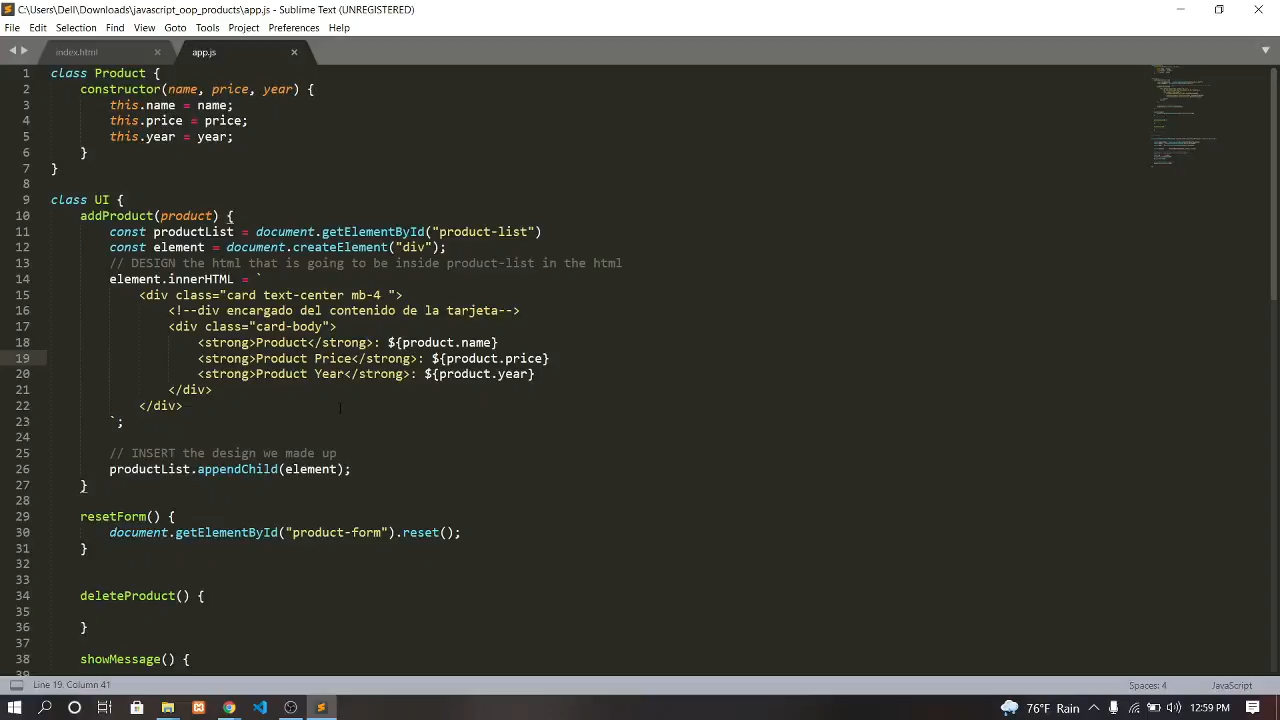 C:\Users\Dell\Downloads\javascript_oop_products\app.js - Sublime Text (UNREGISTERED)
File Edit Selection Find View Goto Tools Project Preferences Help
index.html app.js
1 class Product {
2 constructor(name, price, year) {
3 this.name = name;
4 this.price = price;
5 this.year = year;
6 }
7 }
8
9 class UI {
10 addProduct(product) {
11 const productList = document.getElementById("product-list")
12 const element = document.createElement("div");
13 // DESIGN the html that is going to be inside product-list in the html
14 element.innerHTML = `
15 <div class="card text-center mb-4 ">
16 <!--div encargado del contenido de la tarjeta-->
17 <div class="card-body">
18 <strong>Product</strong>: ${product.name}
19 <strong>Product Price</strong>: ${product.price}
20 <strong>Product Year</strong>: ${product.year}
21 </div>
22 </div>
23 `;
24
25 // INSERT the design we made up
26 productList.appendChild(element);
27 }
28
29 resetForm() {
30 document.getElementById("product-form").reset();
31 }
32
33
34 deleteProduct() {
35
36 }
37
38 showMessage() {
39
Line 19, Column 41 Spaces: 4 JavaScript
76°F Rain 12:59 PM